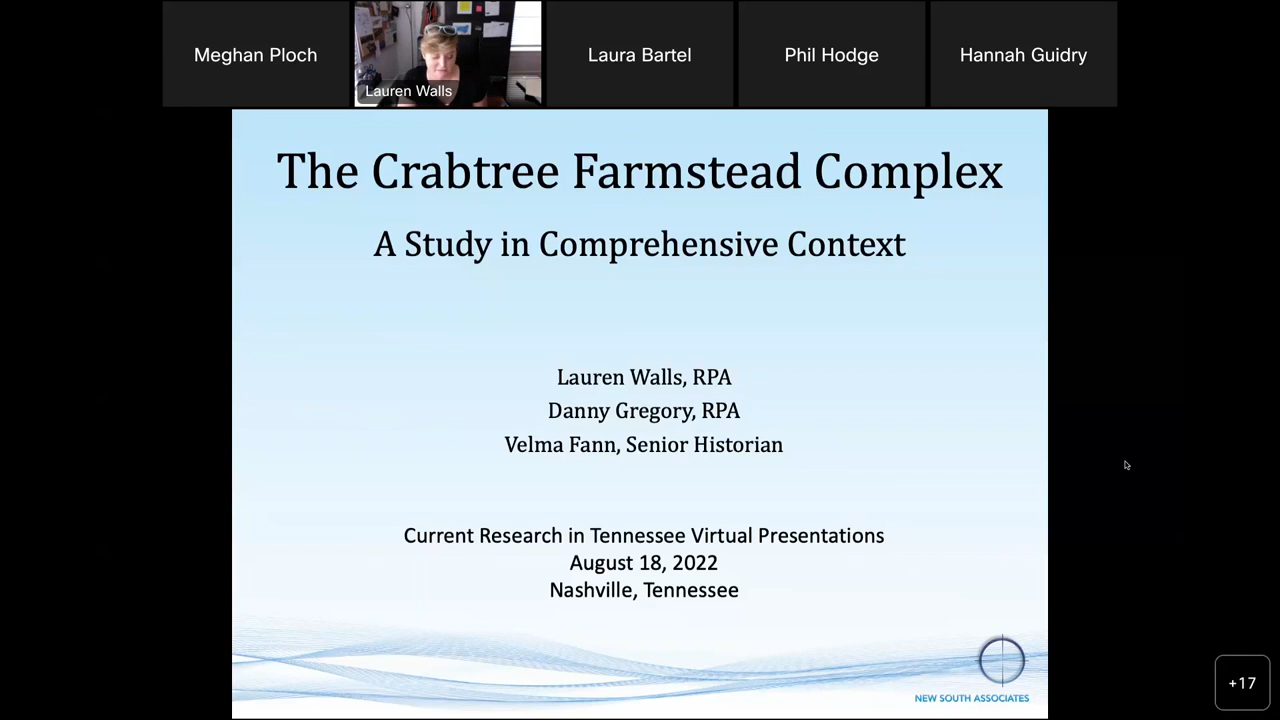 Meghan Ploch
Lauren Walls
Laura Bartel
Phil Hodge
Hannah Guidry
The Crabtree Farmstead Complex
A Study in Comprehensive Context
Lauren Walls, RPA
Danny Gregory, RPA
Velma Fann, Senior Historian
Current Research in Tennessee Virtual Presentations
August 18, 2022
Nashville, Tennessee
NEW SOUTH ASSOCIATES
+17